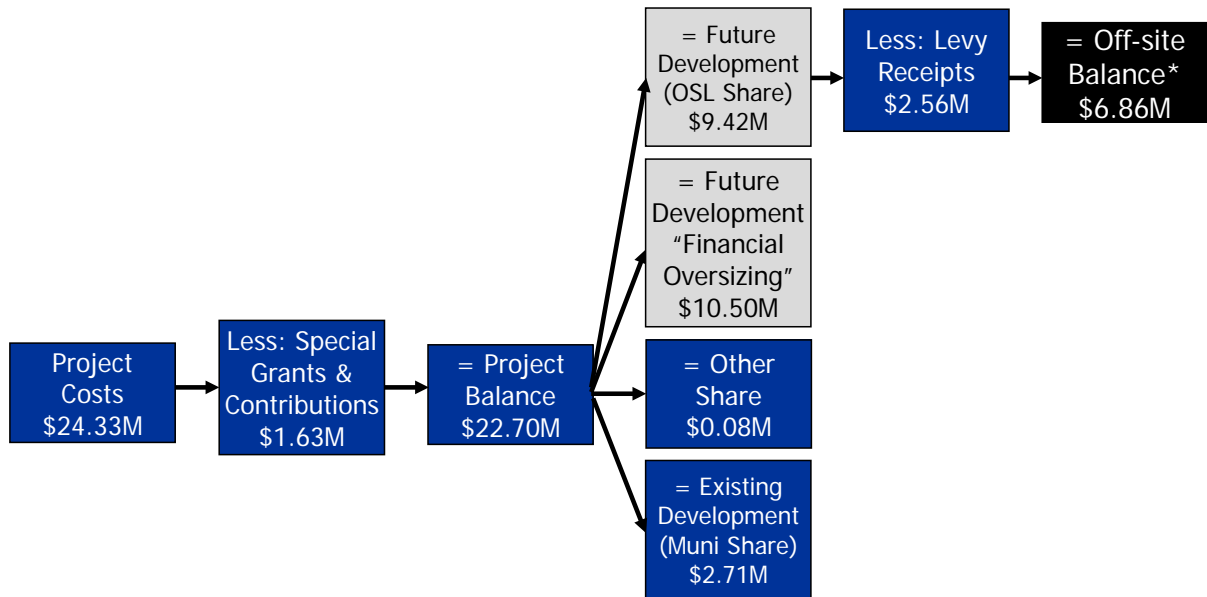 Project
Costs
$24.33M
Less: Special
Grants &
Contributions
$1.63M
= Project
Balance
$22.70M
= Future
Development
(OSL Share)
$9.42M
Less: Levy
Receipts
$2.56M
= Off-site
Balance*
$6.86M
= Future
Development
“Financial
Oversizing”
$10.50M
= Other
Share
$0.08M
= Existing
Development
(Muni Share)
$2.71M